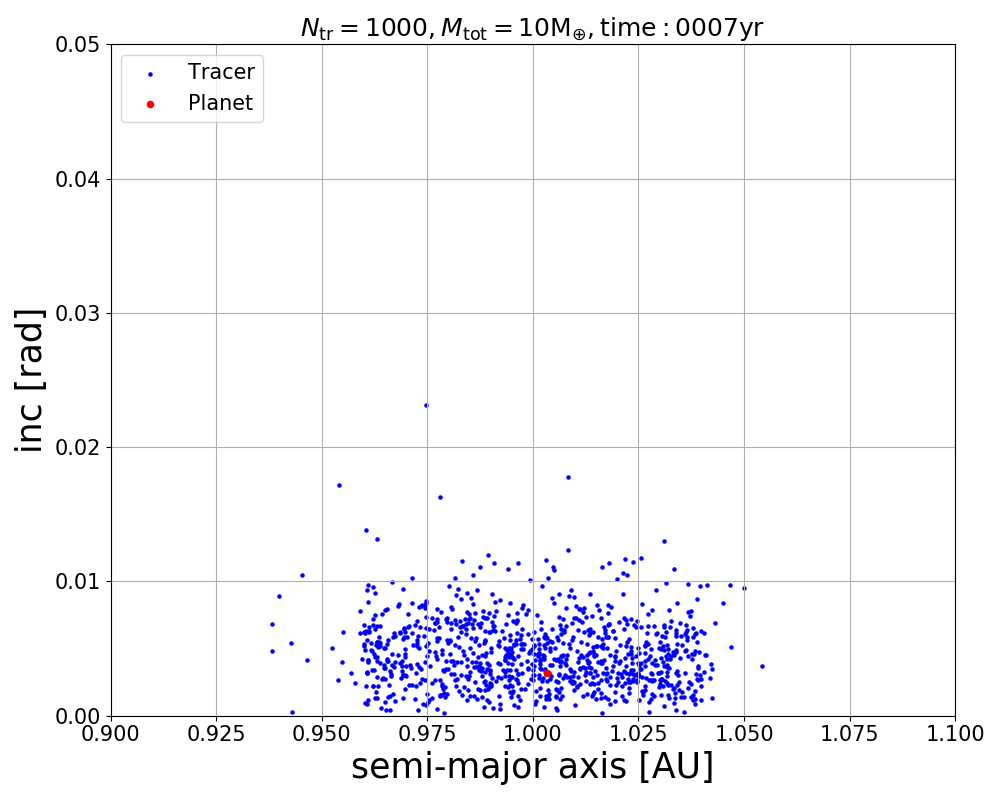 N_tr = 1000, M_tot = 10M_⊕, time : 0007yr
Tracer
Planet
0.05
0.04
0.03
0.02
0.01
0.00
inc [rad]
0.900 0.925 0.950 0.975 1.000 1.025 1.050 1.075 1.100
semi-major axis [AU]